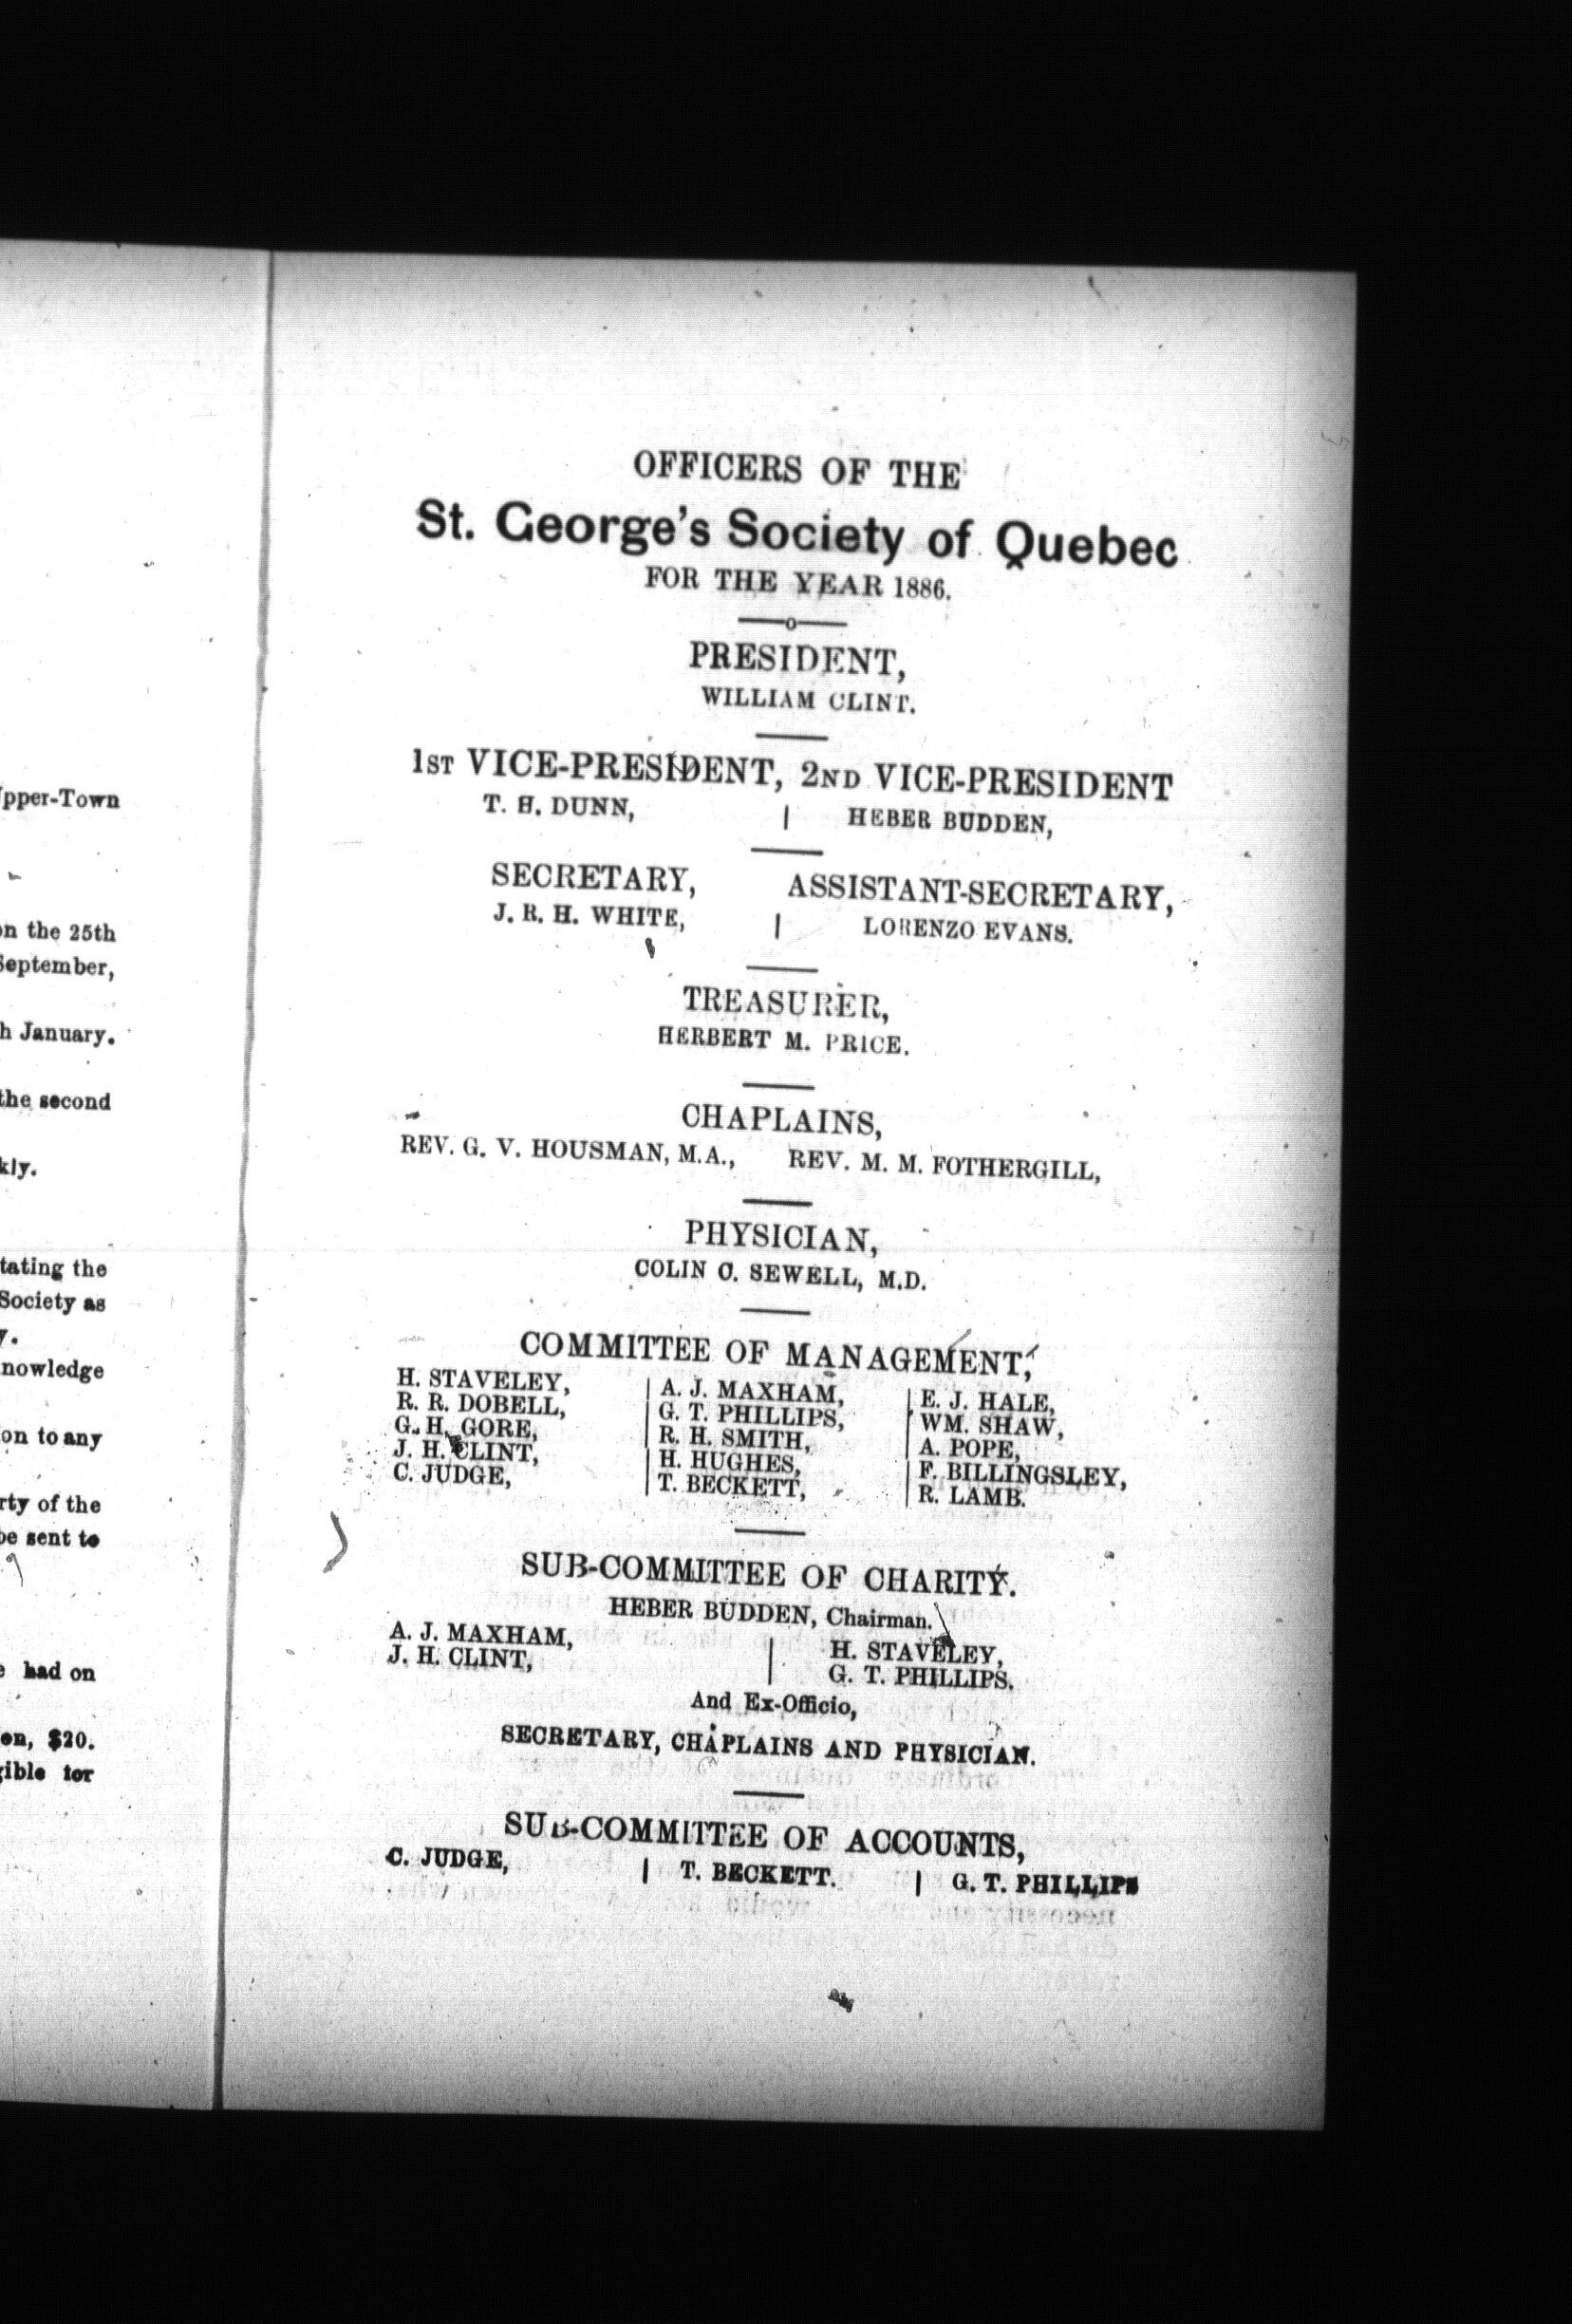 pper-Town
on the 25th
September,
h January.
the second
kly.
tating the
Society as
y.
nowledge
on to any
rty of the
be sent to
had on
on, $20.
gible for
OFFICERS OF THE
St. George's Society of Quebec
FOR THE YEAR 1886.
PRESIDENT,
WILLIAM CLINT.
1ST VICE-PRESIDENT, 2ND VICE-PRESIDENT
T. H. DUNN, | HEBER BUDDEN,
SECRETARY, ASSISTANT-SECRETARY,
J. R. H. WHITE, | LORENZO EVANS.
TREASURER,
HERBERT M. PRICE.
CHAPLAINS,
REV. G. V. HOUSMAN, M.A., REV. M. M. FOTHERGILL,
PHYSICIAN,
COLIN C. SEWELL, M.D.
COMMITTEE OF MANAGEMENT,
H. STAVELEY, | A. J. MAXHAM, | E. J. HALE,
R. R. DOBELL, | G. T. PHILLIPS, | WM. SHAW,
G. H. GORE, | R. H. SMITH, | A. POPE,
J. H. CLINT, | H. HUGHES, | F. BILLINGSLEY,
C. JUDGE, | T. BECKETT, | R. LAMB.
SUB-COMMITTEE OF CHARITY.
HEBER BUDDEN, Chairman.
A. J. MAXHAM, | H. STAVELEY,
J. H. CLINT, | G. T. PHILLIPS.
And Ex-Officio,
SECRETARY, CHAPLAINS AND PHYSICIAN.
SUB-COMMITTEE OF ACCOUNTS,
C. JUDGE, | T. BECKETT. | G. T. PHILLIPS